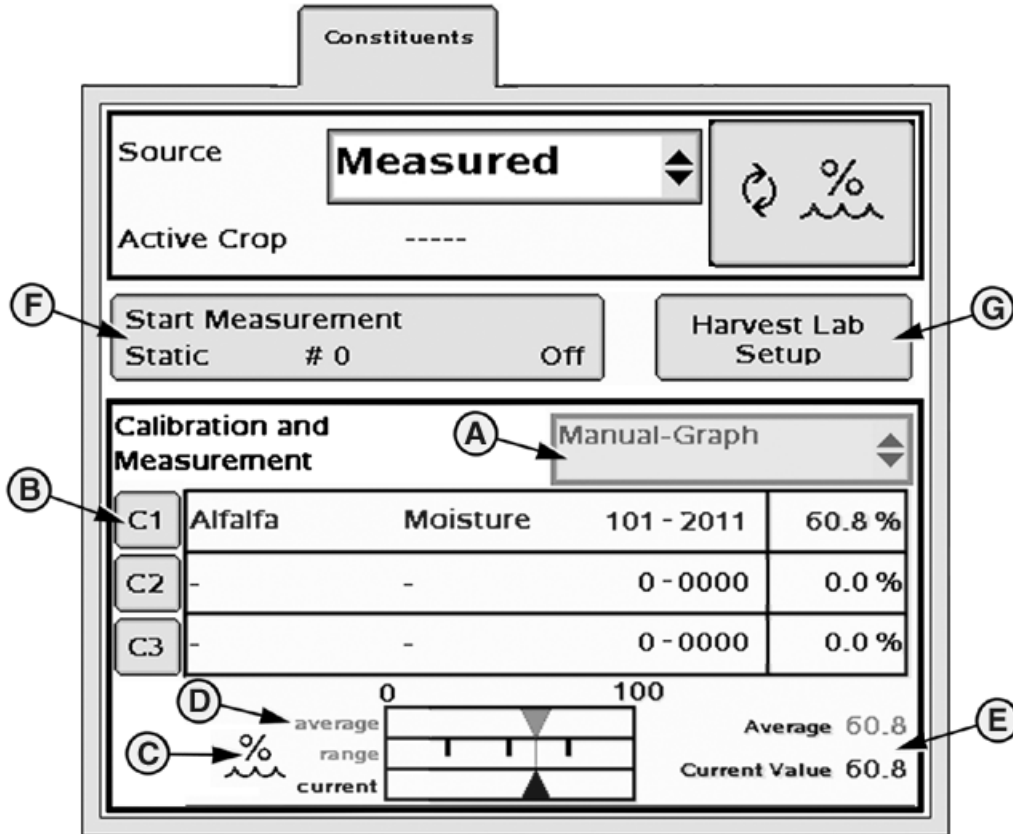 Constituents
Source
Measured
%
Active Crop -----
F
Start Measurement
Static # 0 Off
Harvest Lab
Setup
G
Calibration and
Measurement
A
Manual-Graph
B
C1 Alfalfa Moisture 101 - 2011 60.8 %
C2 - - 0 - 0000 0.0 %
C3 - - 0 - 0000 0.0 %
0 100
D
average
range
current
C
%
Average 60.8
Current Value 60.8
E